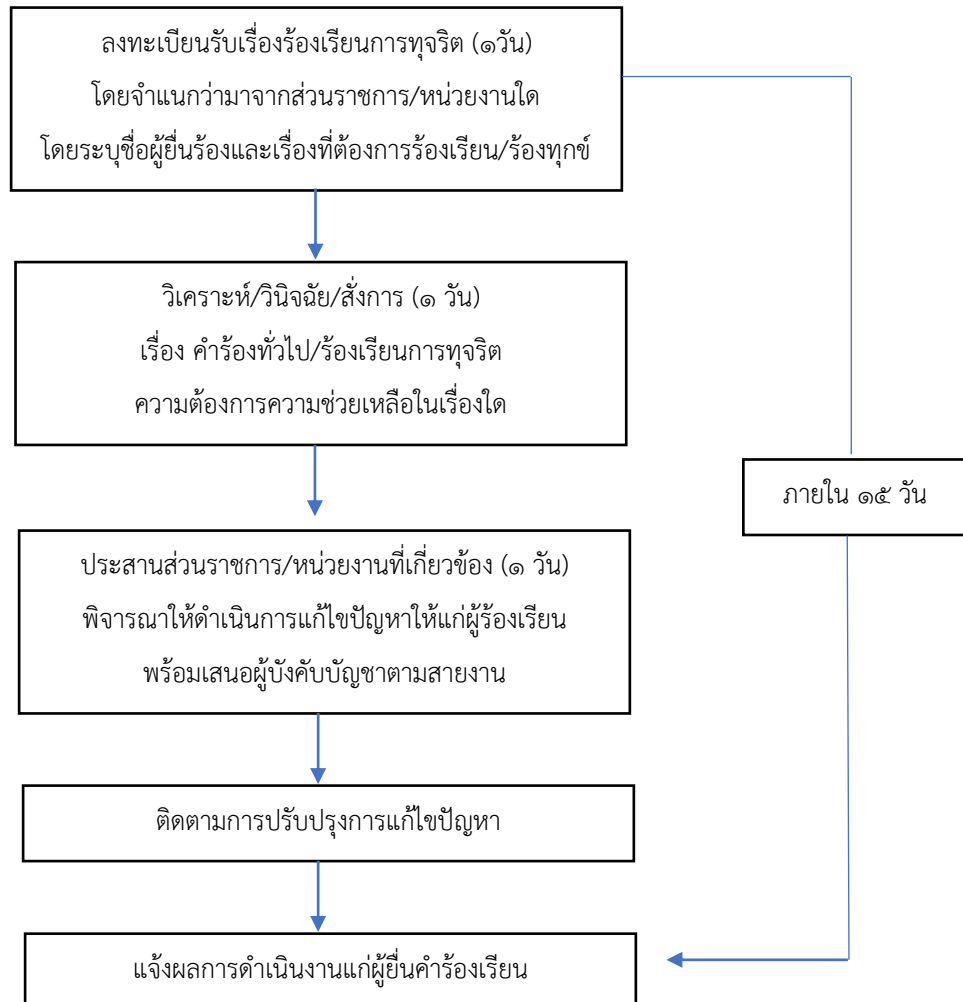 ลงทะเบียนรับเรื่องร้องเรียนการทุจริต (๑วัน)
โดยจำแนกว่ามาจากส่วนราชการ/หน่วยงานใด
โดยระบุชื่อผู้ยื่นร้องและเรื่องที่ต้องการร้องเรียน/ร้องทุกข์
วิเคราะห์/วินิจฉัย/สั่งการ (๑ วัน)
เรื่อง คำร้องทั่วไป/ร้องเรียนการทุจริต
ความต้องการความช่วยเหลือในเรื่องใด
ภายใน ๑๕ วัน
ประสานส่วนราชการ/หน่วยงานที่เกี่ยวข้อง (๑ วัน)
พิจารณาให้ดำเนินการแก้ไขปัญหาให้แก่ผู้ร้องเรียน
พร้อมเสนอผู้บังคับบัญชาตามสายงาน
ติดตามการปรับปรุงการแก้ไขปัญหา
แจ้งผลการดำเนินงานแก่ผู้ยื่นคำร้องเรียน